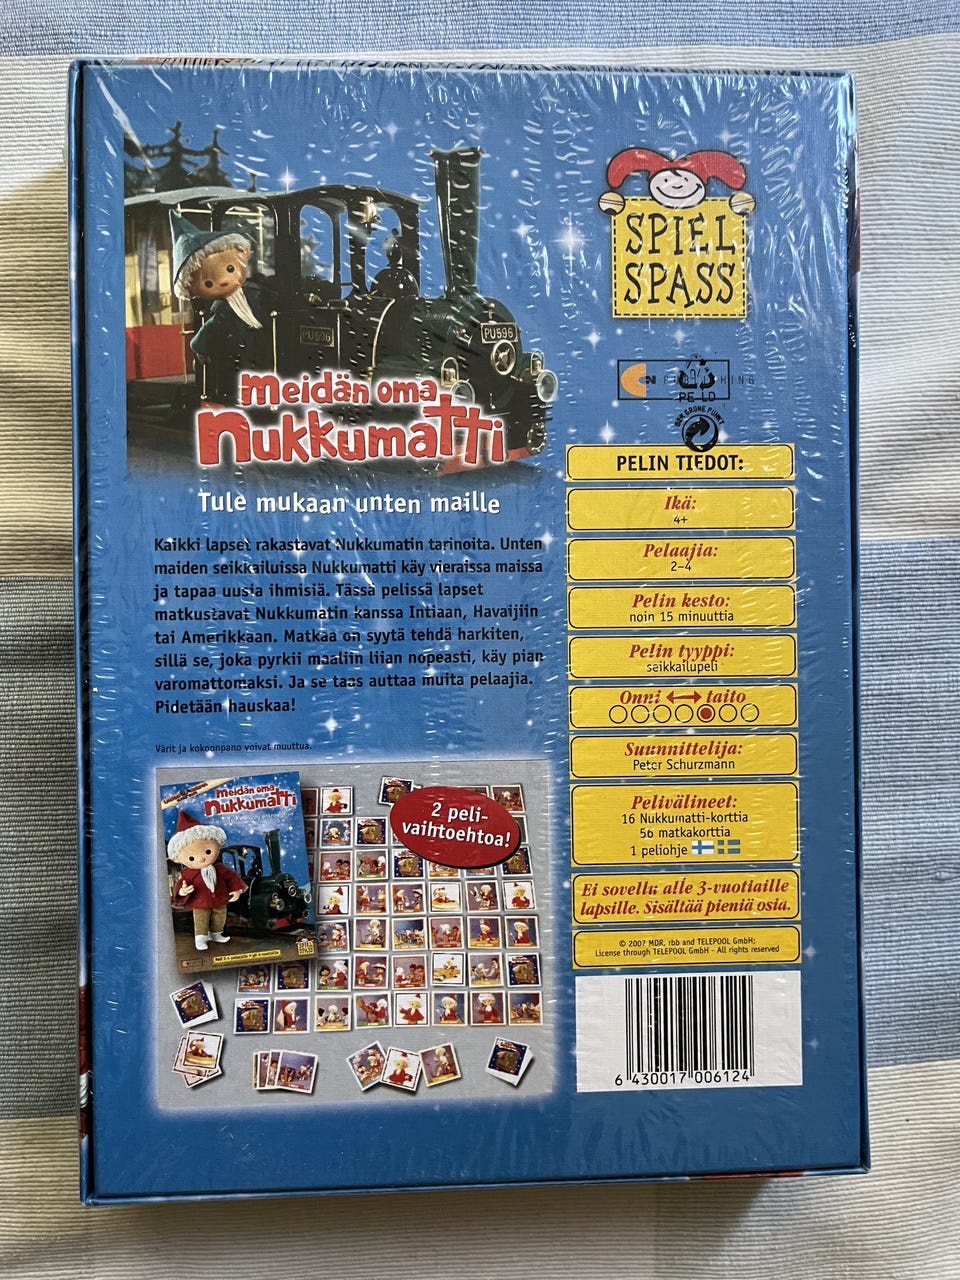 PU596
PU596
meidän oma
nukkumatti
Tule mukaan unten maille
Kaikki lapset rakastavat Nukkumatin tarinoita. Unten
maiden seikkailuissa Nukkumatti käy vieraissa maissa
ja tapaa uusia ihmisiä. Tässä pelissä lapset
matkustavat Nukkumatin kanssa Intiaan, Havaijiin
tai Amerikkaan. Matkaa on syytä tehdä harkiten,
sillä se, joka pyrkii maaliin liian nopeasti, käy pian
varomattomaksi. Ja se taas auttaa muita pelaajia.
Pidetään hauskaa!
Värit ja kokoonpano voivat muuttua.
meidän oma
nukkumatti
SPIEL
SPASS
2 peli-
vaihtoehtoa!
SPIEL
SPASS
PUBLISHING
PE-LD
DER GRÜNE PUNKT
PELIN TIEDOT:
Ikä:
4+
Pelaajia:
2–4
Pelin kesto:
noin 15 minuuttia
Pelin tyyppi:
seikkailupeli
Onni ↔ taito
Suunnittelija:
Peter Schurzmann
Pelivälineet:
16 Nukkumatti-korttia
56 matkakorttia
1 peliohje
Ei sovellu alle 3-vuotiaille
lapsille. Sisältää pieniä osia.
© 2007 MDR, rbb and TELEPOOL GmbH;
License through TELEPOOL GmbH – All rights reserved
6 430017 006124